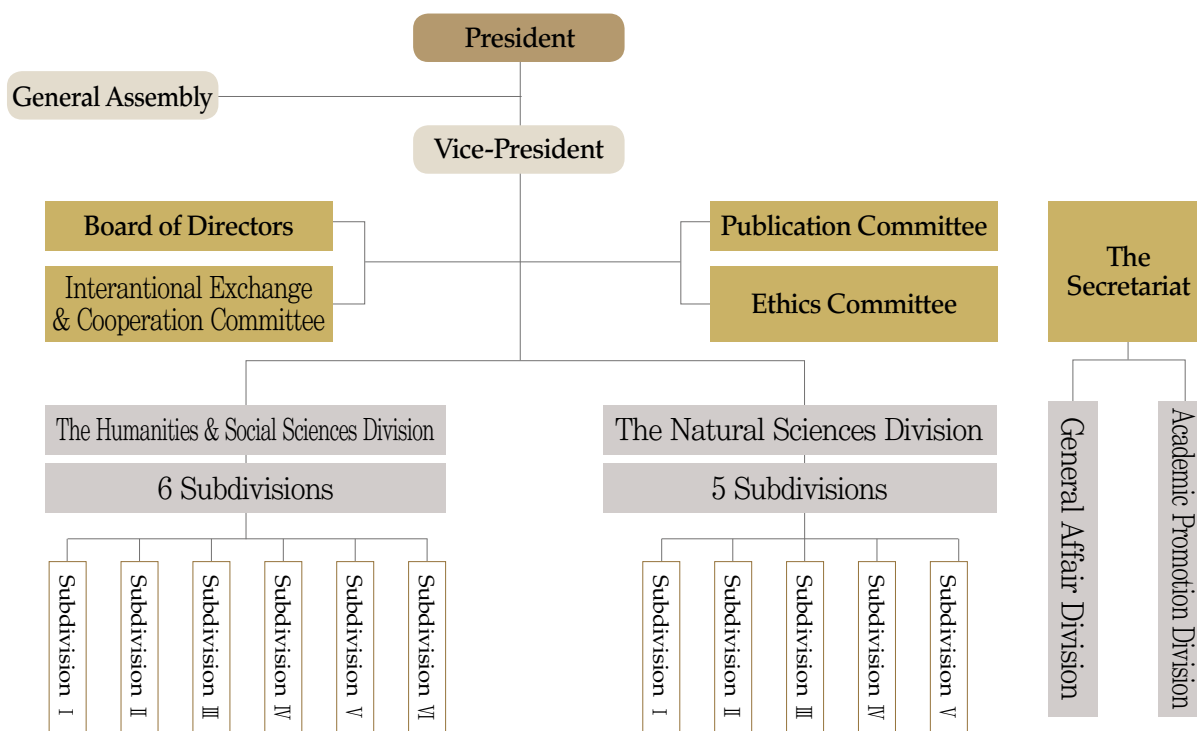 President
General Assembly
Vice-President
Board of Directors
Publication Committee
The
Secretariat
Interantional Exchange
& Cooperation Committee
Ethics Committee
The Humanities & Social Sciences Division
The Natural Sciences Division
6 Subdivisions
5 Subdivisions
General Affair Division
Academic Promotion Division
Subdivision Ⅰ
Subdivision Ⅱ
Subdivision Ⅲ
Subdivision Ⅳ
Subdivision Ⅴ
Subdivision Ⅵ
Subdivision Ⅰ
Subdivision Ⅱ
Subdivision Ⅲ
Subdivision Ⅳ
Subdivision Ⅴ